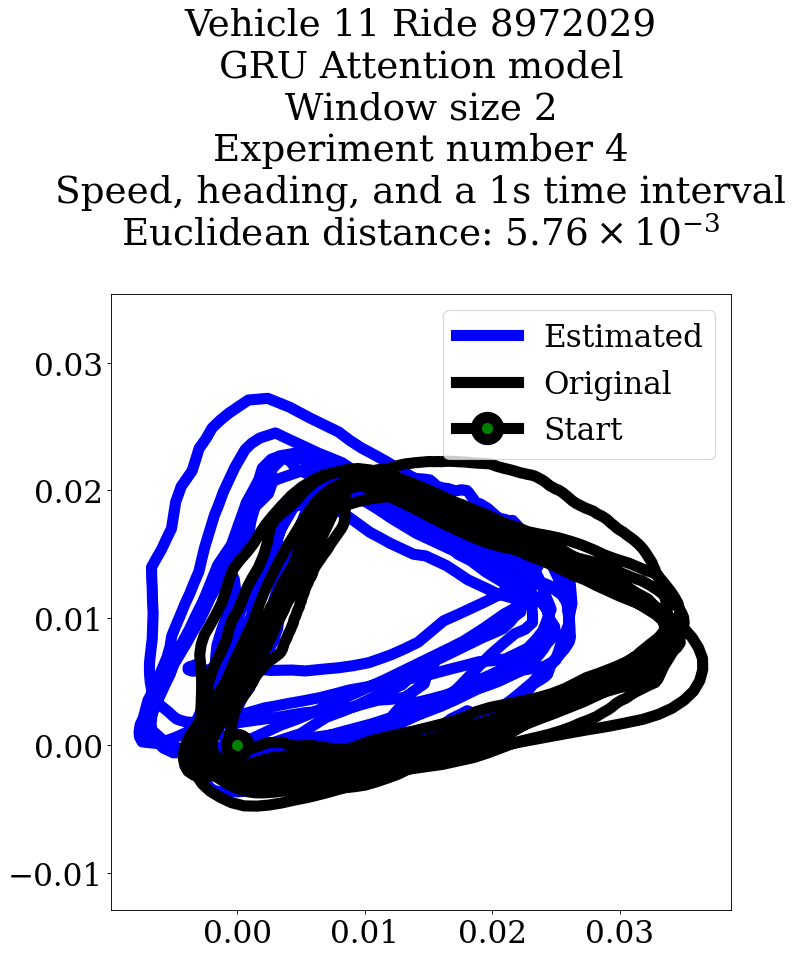 Vehicle 11 Ride 8972029
GRU Attention model
Window size 2
Experiment number 4
Speed, heading, and a 1s time interval
Euclidean distance: 5.76 × 10⁻³
Estimated
Original
Start
0.03
0.02
0.01
0.00
−0.01
0.00 0.01 0.02 0.03